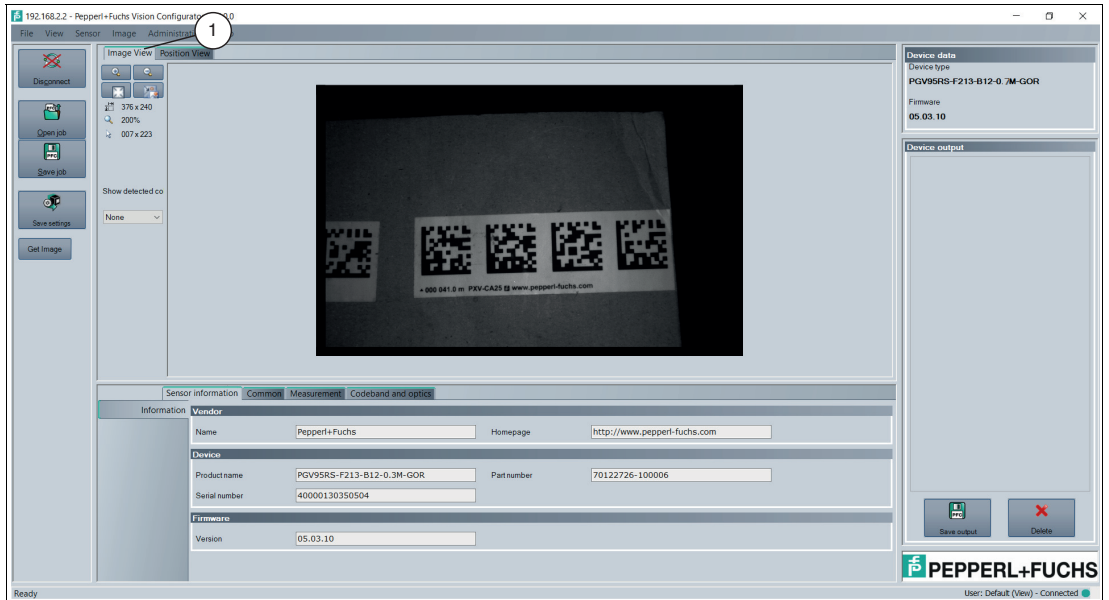 192.168.2.2 - Pepperl+Fuchs Vision Configurator
File View Sensor Image
1
Image View Position View
Disconnect
Open job
Save job
Save settings
Get Image
376 x 240
200%
007 x 223
Show detected co
None
+ 000 041.0 m PXV-CA25 www.pepperl-fuchs.com
Device data
Device type
PGV95RS-F213-B12-0.7M-GOR
Firmware
05.03.10
Device output
Save output Delete
Sensor information Common Measurement Codeband and optics
Information
Vendor
Name Pepperl+Fuchs Homepage http://www.pepperl-fuchs.com
Device
Product name PGV95RS-F213-B12-0.3M-GOR Part number 70122726-100006
Serial number 40000130350504
Firmware
Version 05.03.10
PEPPERL+FUCHS
Ready User: Default (View) - Connected